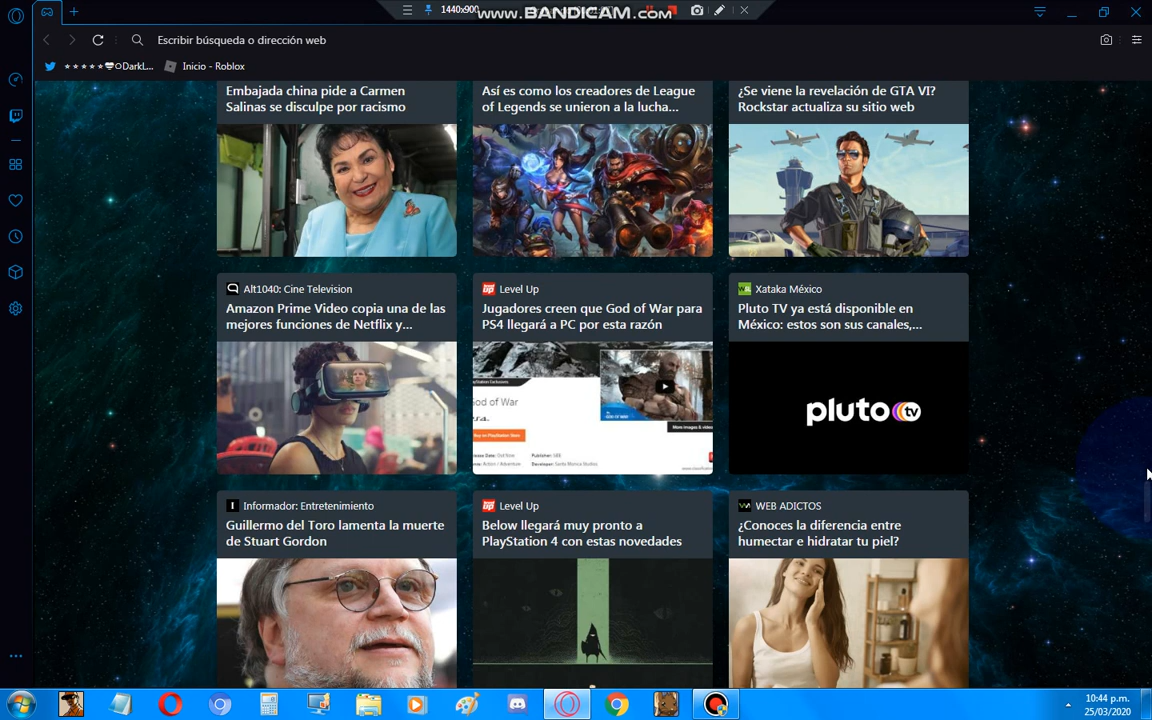 1440x900
www.BANDICAM.com
Escribir búsqueda o dirección web
Inicio - Roblox
Embajada china pide a Carmen
Salinas se disculpe por racismo
Así es como los creadores de League
of Legends se unieron a la lucha...
¿Se viene la revelación de GTA VI?
Rockstar actualiza su sitio web
Alt1040: Cine Television
Amazon Prime Video copia una de las
mejores funciones de Netflix y...
Level Up
Jugadores creen que God of War para
PS4 llegará a PC por esta razón
God of War
More images & videos
Xataka México
Pluto TV ya está disponible en
México: estos son sus canales,...
pluto tv
Informador: Entretenimiento
Guillermo del Toro lamenta la muerte
de Stuart Gordon
Level Up
Below llegará muy pronto a
PlayStation 4 con estas novedades
WEB ADICTOS
¿Conoces la diferencia entre
humectar e hidratar tu piel?
10:44 p.m.
25/03/2020